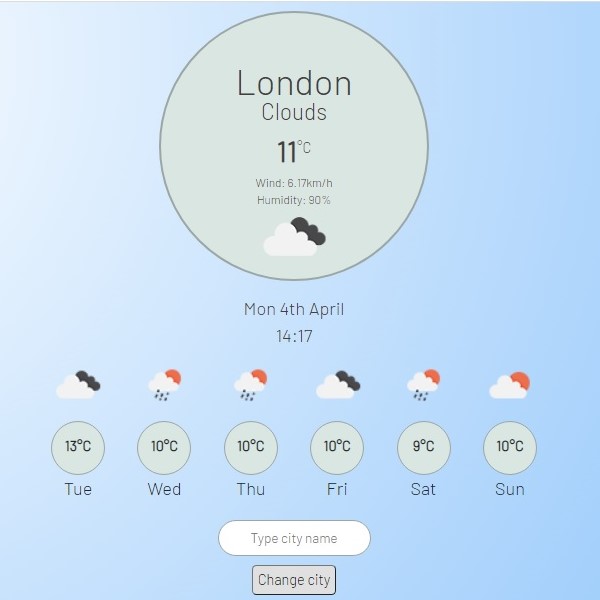 London
Clouds
11°C
Wind: 6.17km/h
Humidity: 90%
Mon 4th April
14:17
13°C 10°C 10°C 10°C 9°C 10°C
Tue Wed Thu Fri Sat Sun
Type city name
Change city